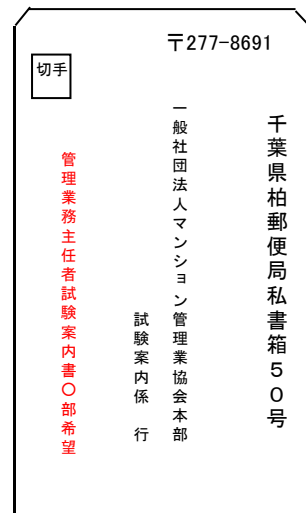 〒277-8691
切手
千葉県柏郵便局私書箱５０号
一般社団法人マンション管理業協会本部
試験案内係　行
管理業務主任者試験案内書〇部希望